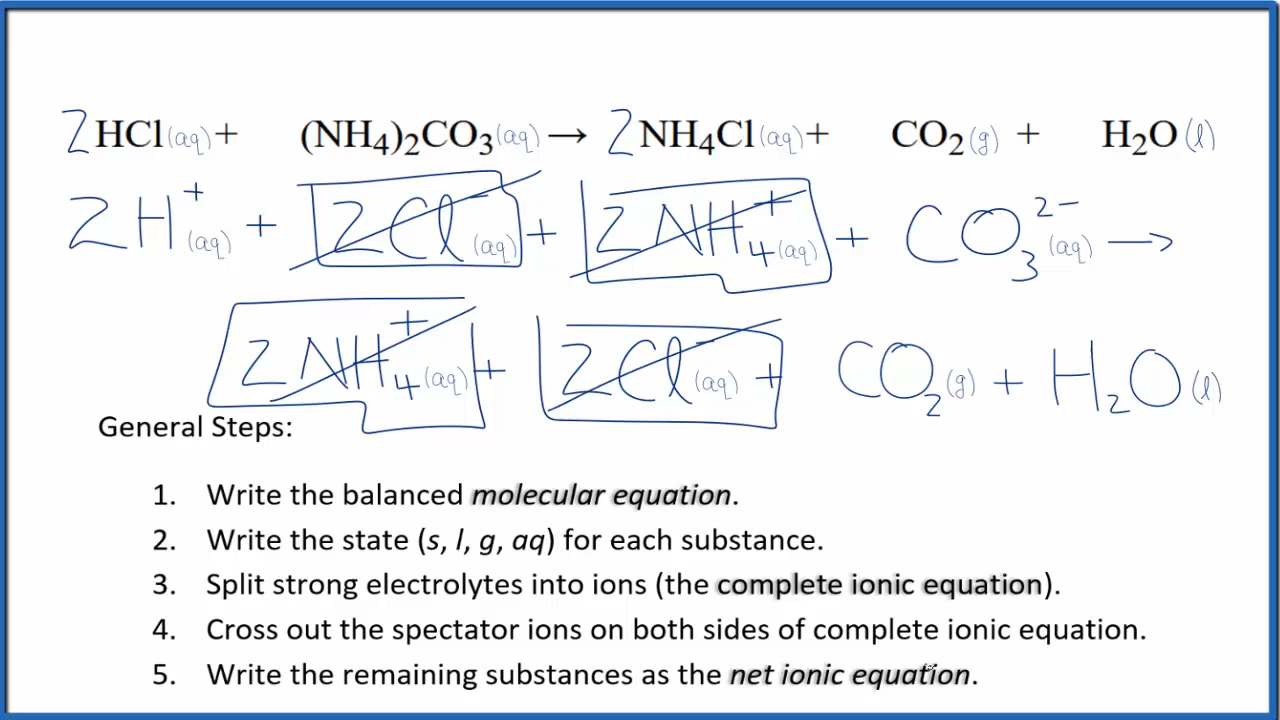 2HCl(aq) + (NH₄)₂CO₃(aq) → 2NH₄Cl(aq) + CO₂(g) + H₂O(l)
2H⁺(aq) + 2Cl⁻(aq) + 2NH₄⁺(aq) + CO₃²⁻(aq) →
2NH₄⁺(aq) + 2Cl⁻(aq) + CO₂(g) + H₂O(l)
General Steps:
1. Write the balanced molecular equation.
2. Write the state (s, l, g, aq) for each substance.
3. Split strong electrolytes into ions (the complete ionic equation).
4. Cross out the spectator ions on both sides of complete ionic equation.
5. Write the remaining substances as the net ionic equation.